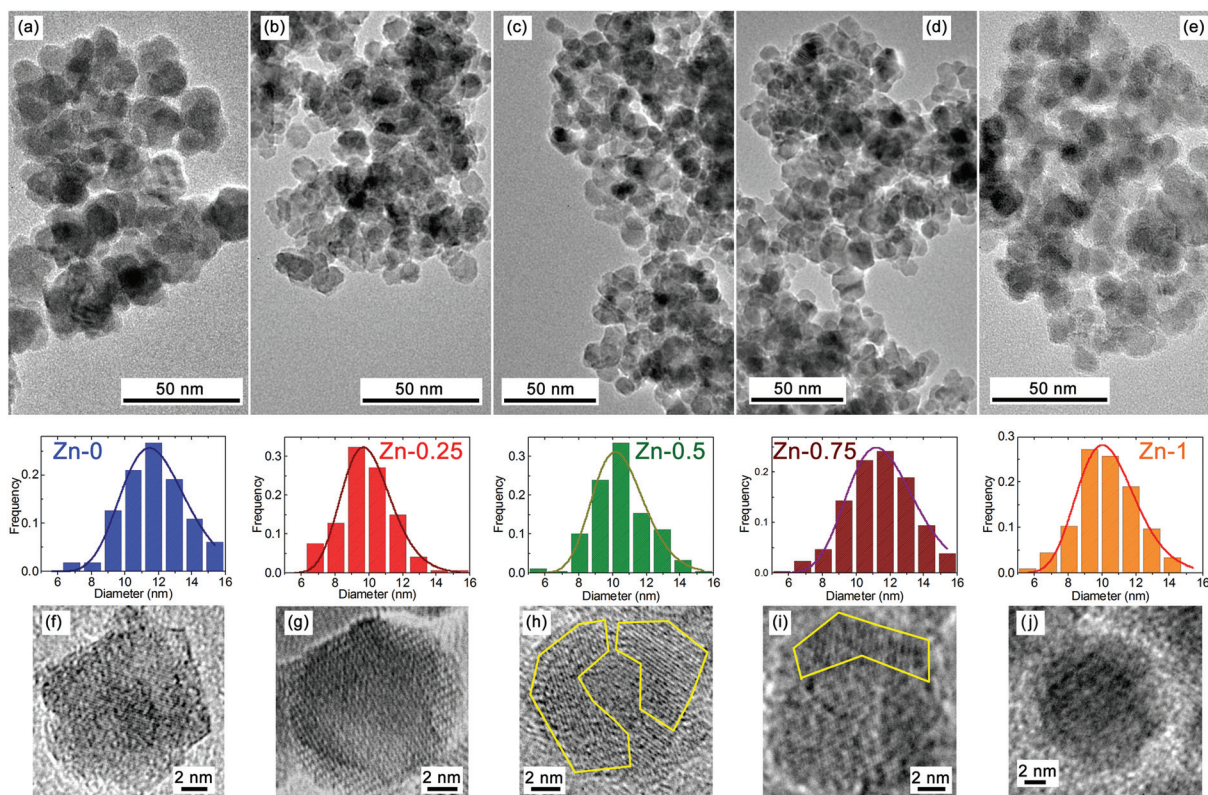 (a)
(b)
(c)
(d)
(e)
50 nm
50 nm
50 nm
50 nm
50 nm
Zn-0
Frequency
0.2
0.1
0.0
6 8 10 12 14 16
Diameter (nm)
Zn-0.25
Frequency
0.3
0.2
0.1
0.0
6 8 10 12 14 16
Diameter (nm)
Zn-0.5
Frequency
0.3
0.2
0.1
0.0
6 8 10 12 14 16
Diameter (nm)
Zn-0.75
Frequency
0.2
0.1
0.0
6 8 10 12 14 16
Diameter (nm)
Zn-1
Frequency
0.3
0.2
0.1
0.0
6 8 10 12 14 16
Diameter (nm)
(f)
2 nm
(g)
2 nm
(h)
2 nm
(i)
2 nm
(j)
2 nm